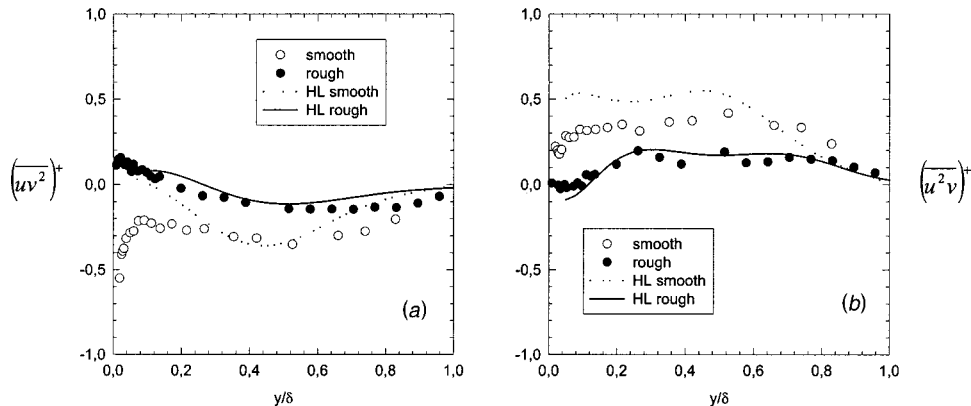 1,0
0,5
0,0
-0,5
-1,0
(uv²)⁺
smooth
rough
HL smooth
HL rough
(a)
0,0 0,2 0,4 0,6 0,8 1,0
y/δ
1,0
0,5
0,0
-0,5
-1,0
(u²v)⁺
smooth
rough
HL smooth
HL rough
(b)
0,0 0,2 0,4 0,6 0,8 1,0
y/δ